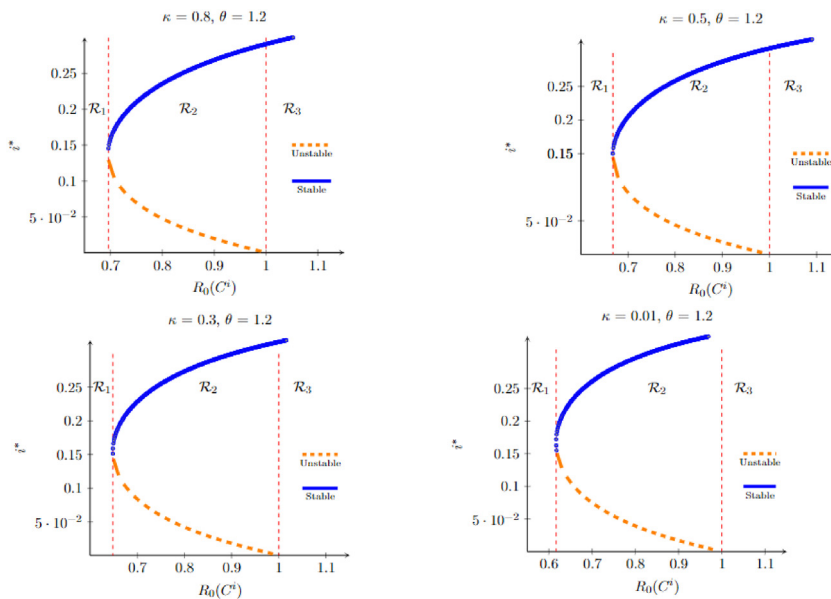 κ = 0.8, θ = 1.2
0.25
0.2
0.15
0.1
5 · 10⁻²
i*
R₁
R₂
R₃
Unstable
Stable
0.7 0.8 0.9 1 1.1
R₀(Cⁱ)
κ = 0.5, θ = 1.2
0.25
0.2
0.15
0.1
5 · 10⁻²
i*
R₁
R₂
R₃
Unstable
Stable
0.7 0.8 0.9 1 1.1
R₀(Cⁱ)
κ = 0.3, θ = 1.2
0.25
0.2
0.15
0.1
5 · 10⁻²
i*
R₁
R₂
R₃
Unstable
Stable
0.7 0.8 0.9 1 1.1
R₀(Cⁱ)
κ = 0.01, θ = 1.2
0.25
0.2
0.15
0.1
5 · 10⁻²
i*
R₁
R₂
R₃
Unstable
Stable
0.6 0.7 0.8 0.9 1 1.1
R₀(Cⁱ)